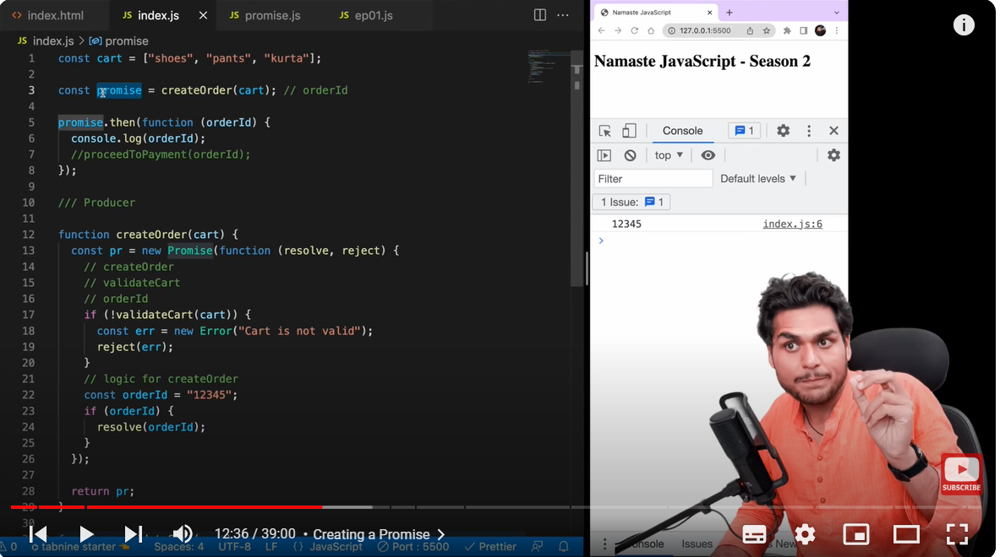 index.html
index.js
promise.js
ep01.js
index.js > promise
1 const cart = ["shoes", "pants", "kurta"];
2
3 const promise = createOrder(cart); // orderId
4
5 promise.then(function (orderId) {
6 console.log(orderId);
7 //proceedToPayment(orderId);
8 });
9
10 /// Producer
11
12 function createOrder(cart) {
13 const pr = new Promise(function (resolve, reject) {
14 // createOrder
15 // validateCart
16 // orderId
17 if (!validateCart(cart)) {
18 const err = new Error("Cart is not valid");
19 reject(err);
20 }
21 // logic for createOrder
22 const orderId = "12345";
23 if (orderId) {
24 resolve(orderId);
25 }
26 });
27
28 return pr;
29 }
30
Namaste JavaScript
127.0.0.1:5500
Namaste JavaScript - Season 2
Console
1
top
Filter
Default levels
1 Issue: 1
12345 index.js:6
>
SUBSCRIBE
12:36 / 39:00 • Creating a Promise >
0 tabnine starter Spaces: 4 UTF-8 LF {} JavaScript Port : 5500 Prettier
Issues